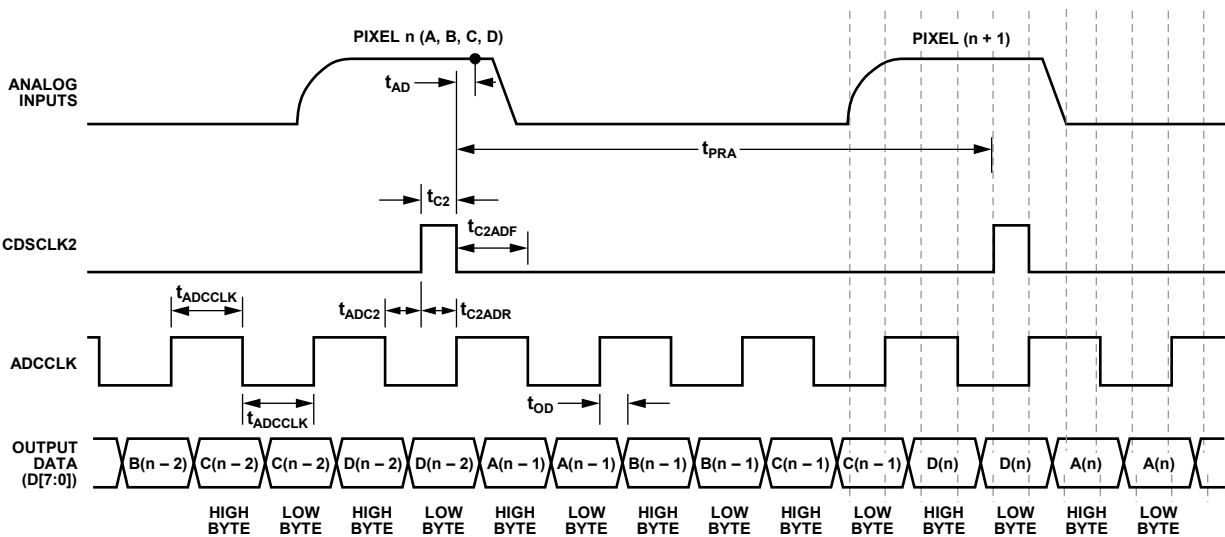 PIXEL n (A, B, C, D)
PIXEL (n + 1)
ANALOG
INPUTS
tAD
tPRA
tC2
tC2ADF
CDSCLK2
tADCCLK
tADC2
tC2ADR
ADCCLK
tADCCLK
tOD
OUTPUT
DATA
(D[7:0])
B(n – 2) C(n – 2) C(n – 2) D(n – 2) D(n – 2) A(n – 1) A(n – 1) B(n – 1) B(n – 1) C(n – 1) C(n – 1) D(n) D(n) A(n) A(n)
HIGH LOW HIGH LOW HIGH LOW HIGH LOW HIGH LOW HIGH LOW HIGH LOW
BYTE BYTE BYTE BYTE BYTE BYTE BYTE BYTE BYTE BYTE BYTE BYTE BYTE BYTE